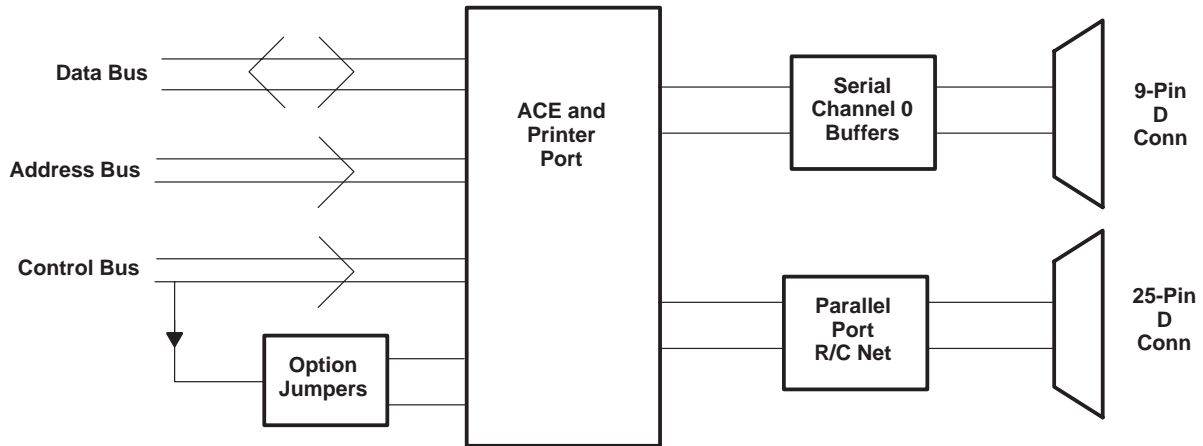 Data Bus
Address Bus
Control Bus
Option
Jumpers
ACE and
Printer
Port
Serial
Channel 0
Buffers
9-Pin
D
Conn
Parallel
Port
R/C Net
25-Pin
D
Conn